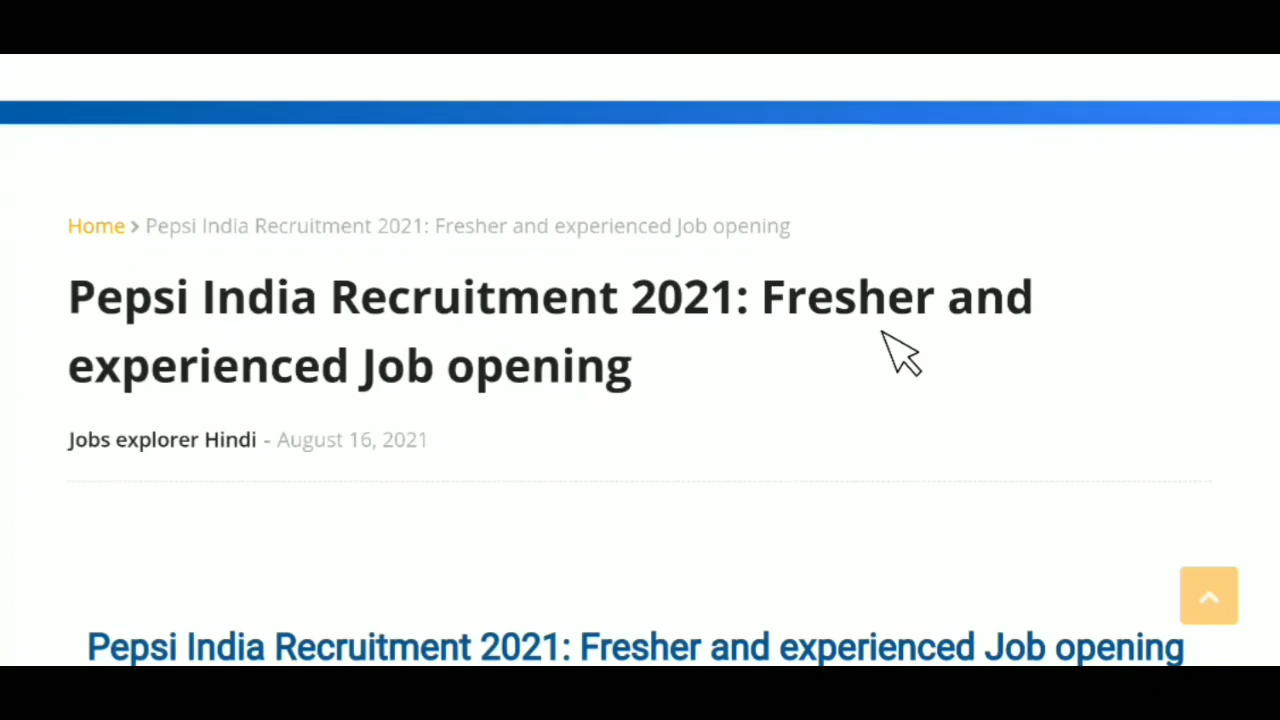 Home > Pepsi India Recruitment 2021: Fresher and experienced Job opening
Pepsi India Recruitment 2021: Fresher and
experienced Job opening
Jobs explorer Hindi - August 16, 2021
Pepsi India Recruitment 2021: Fresher and experienced Job opening